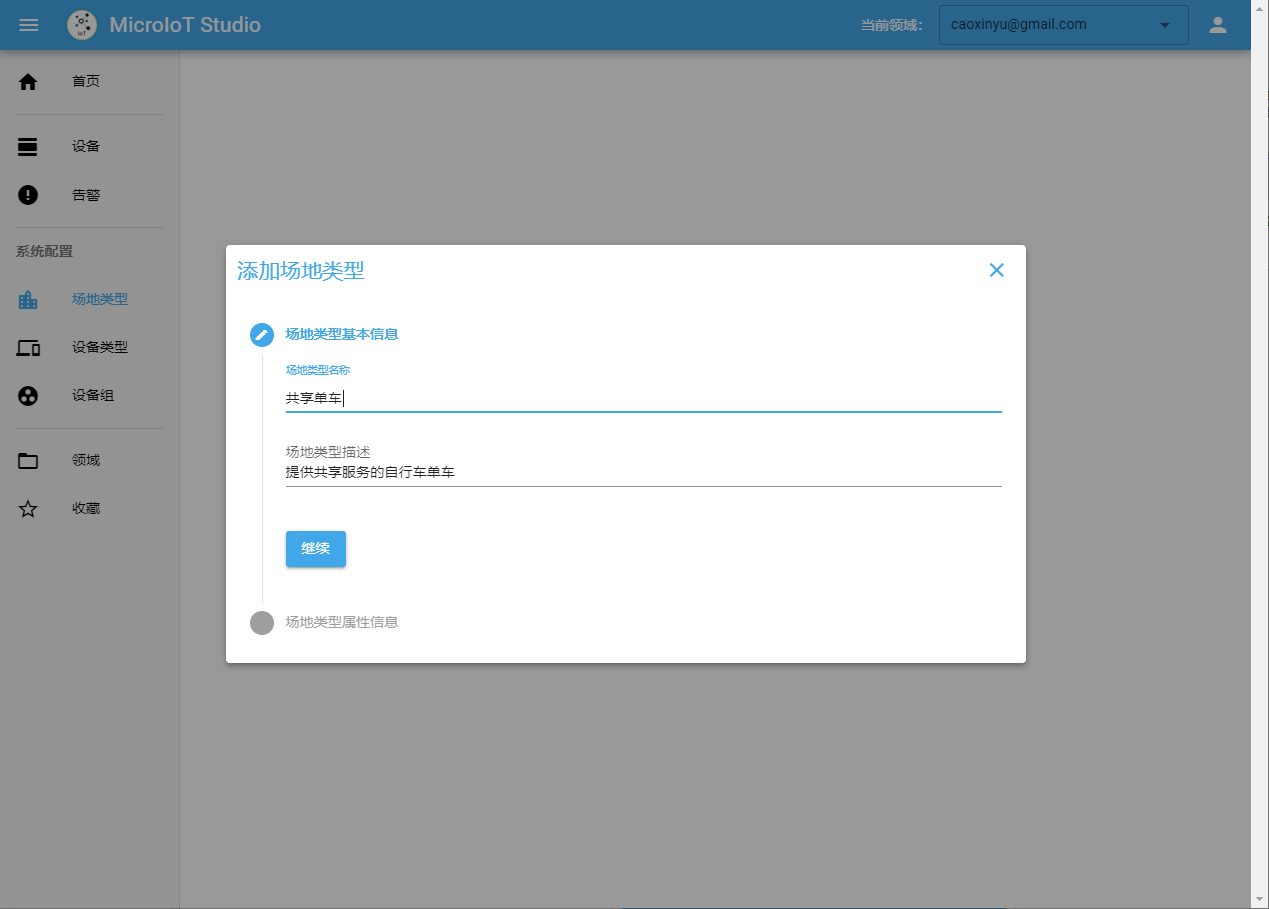 MicroIoT Studio
当前领域:
caoxinyu@gmail.com
首页
设备
告警
系统配置
场地类型
设备类型
设备组
领域
收藏
添加场地类型
场地类型基本信息
场地类型名称
共享单车
场地类型描述
提供共享服务的自行车单车
继续
场地类型属性信息